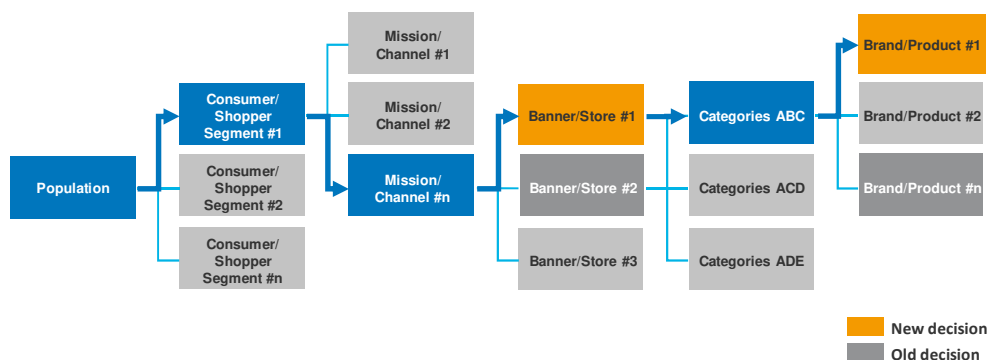 Population
Consumer/
Shopper
Segment #1
Consumer/
Shopper
Segment #2
Consumer/
Shopper
Segment #n
Mission/
Channel #1
Mission/
Channel #2
Mission/
Channel #n
Banner/Store #1
Banner/Store #2
Banner/Store #3
Categories ABC
Categories ACD
Categories ADE
Brand/Product #1
Brand/Product #2
Brand/Product #n
New decision
Old decision